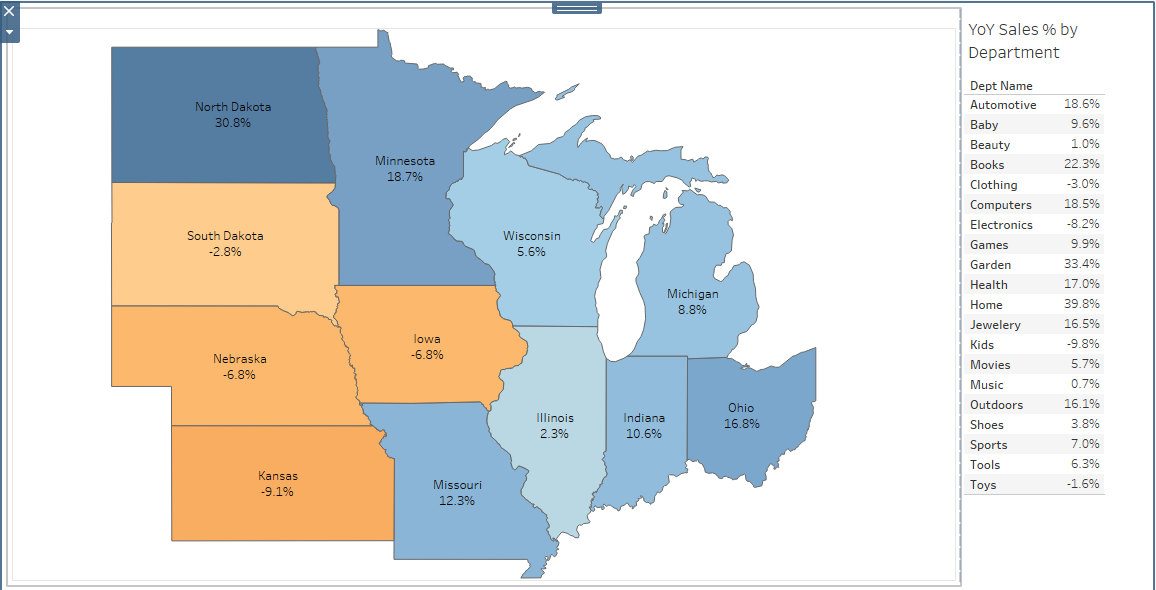 North Dakota
30.8%
Minnesota
18.7%
South Dakota
-2.8%
Wisconsin
5.6%
Michigan
8.8%
Iowa
-6.8%
Nebraska
-6.8%
Illinois
2.3%
Indiana
10.6%
Ohio
16.8%
Kansas
-9.1%
Missouri
12.3%
YoY Sales % by
Department
Dept Name
Automotive 18.6%
Baby 9.6%
Beauty 1.0%
Books 22.3%
Clothing -3.0%
Computers 18.5%
Electronics -8.2%
Games 9.9%
Garden 33.4%
Health 17.0%
Home 39.8%
Jewelery 16.5%
Kids -9.8%
Movies 5.7%
Music 0.7%
Outdoors 16.1%
Shoes 3.8%
Sports 7.0%
Tools 6.3%
Toys -1.6%